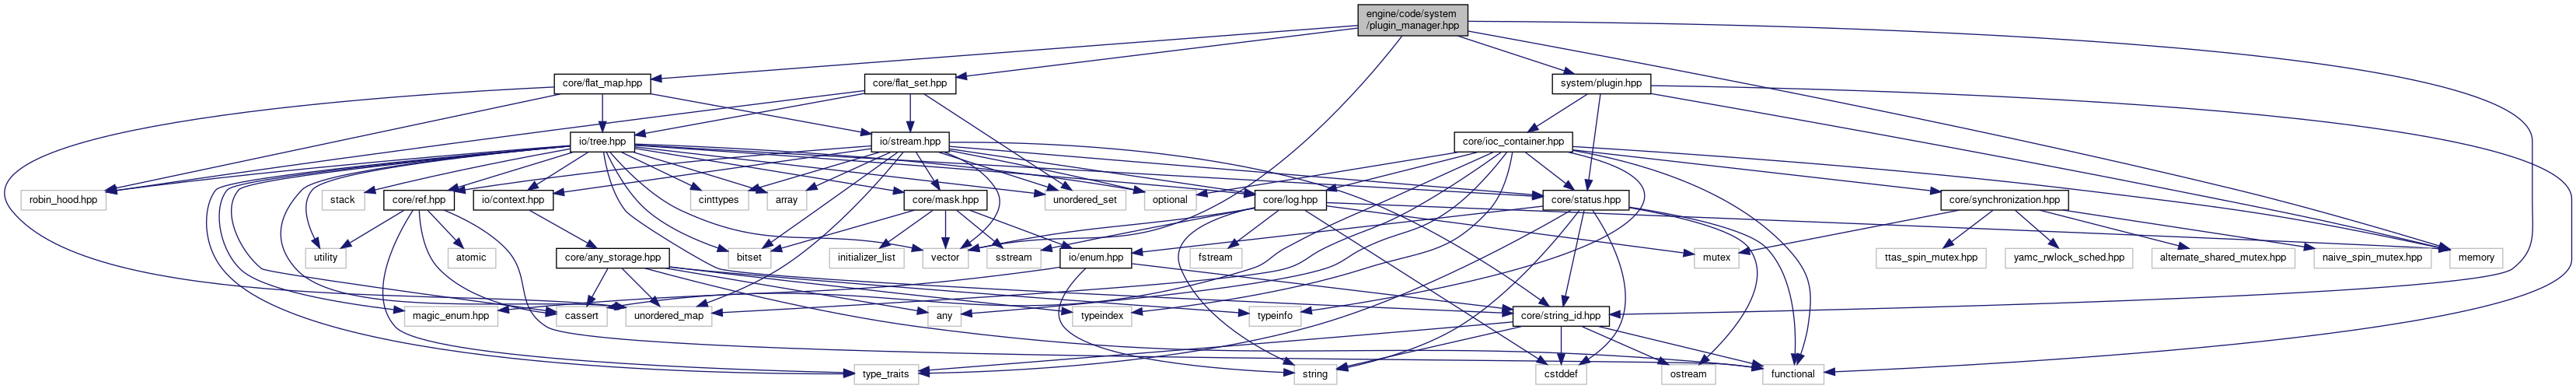 engine/code/system
/plugin_manager.hpp
core/flat_map.hpp
core/flat_set.hpp
system/plugin.hpp
io/tree.hpp
io/stream.hpp
core/ioc_container.hpp
robin_hood.hpp
stack
core/ref.hpp
io/context.hpp
cinttypes
array
core/mask.hpp
unordered_set
optional
core/log.hpp
core/status.hpp
core/synchronization.hpp
utility
atomic
core/any_storage.hpp
bitset
initializer_list
vector
sstream
io/enum.hpp
fstream
mutex
ttas_spin_mutex.hpp
yamc_rwlock_sched.hpp
alternate_shared_mutex.hpp
naive_spin_mutex.hpp
memory
magic_enum.hpp
cassert
unordered_map
any
typeindex
typeinfo
core/string_id.hpp
type_traits
string
cstddef
ostream
functional